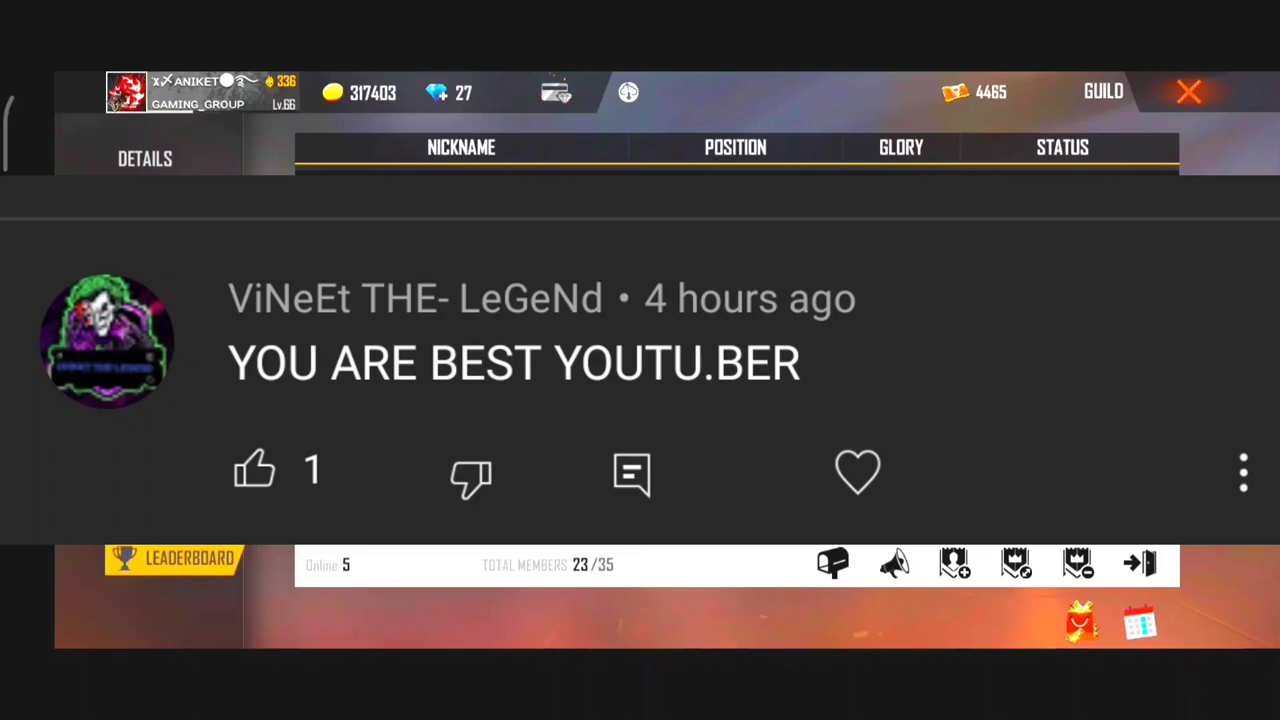 ANIKET 336
GAMING_GROUP Lv.66
317403
27
4465
GUILD
DETAILS
NICKNAME POSITION GLORY STATUS
ViNeEt THE- LeGeNd • 4 hours ago
YOU ARE BEST YOUTU.BER
1
LEADERBOARD
Online 5
TOTAL MEMBERS 23/35